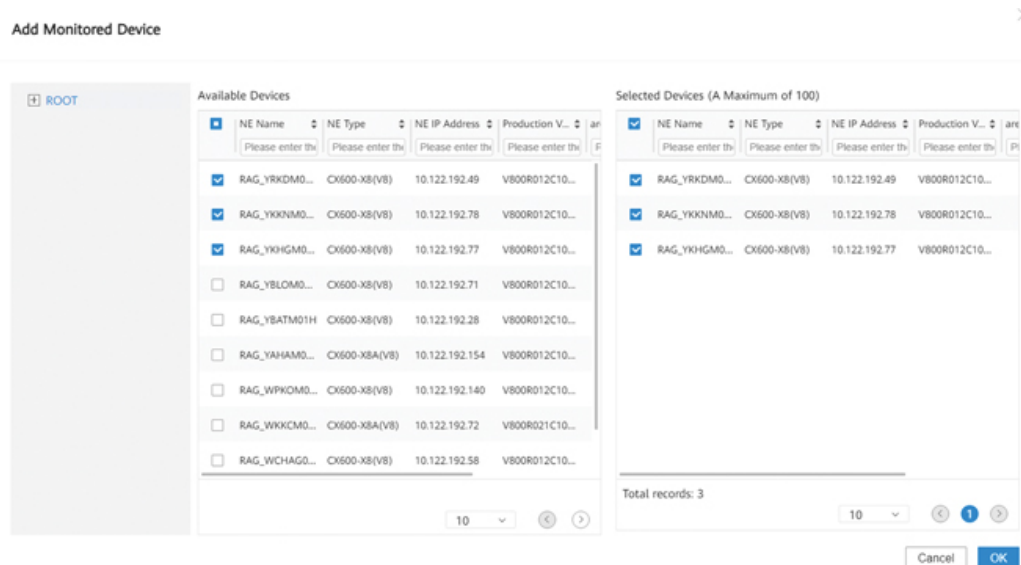 Add Monitored Device
ROOT
Available Devices
NE Name NE Type NE IP Address Production V... ar
Please enter the Please enter the Please enter the Please enter the P
RAG_YRKDM0... CX600-X8(V8) 10.122.192.49 V800R012C10...
RAG_YKKNM0... CX600-X8(V8) 10.122.192.78 V800R012C10...
RAG_YKHGM0... CX600-X8(V8) 10.122.192.77 V800R012C10...
RAG_YBLOM0... CX600-X8(V8) 10.122.192.71 V800R012C10...
RAG_YBATM01H CX600-X8(V8) 10.122.192.28 V800R012C10...
RAG_YAHAM0... CX600-X8A(V8) 10.122.192.154 V800R012C10...
RAG_WPKOM0... CX600-X8(V8) 10.122.192.140 V800R012C10...
RAG_WKKCM0... CX600-X8A(V8) 10.122.192.72 V800R021C10...
RAG_WCHAG0... CX600-X8(V8) 10.122.192.58 V800R012C10...
10
Selected Devices (A Maximum of 100)
NE Name NE Type NE IP Address Production V... are
Please enter the Please enter the Please enter the Please enter the Pl
RAG_YRKDM0... CX600-X8(V8) 10.122.192.49 V800R012C10...
RAG_YKKNM0... CX600-X8(V8) 10.122.192.78 V800R012C10...
RAG_YKHGM0... CX600-X8(V8) 10.122.192.77 V800R012C10...
Total records: 3
10 1
Cancel OK